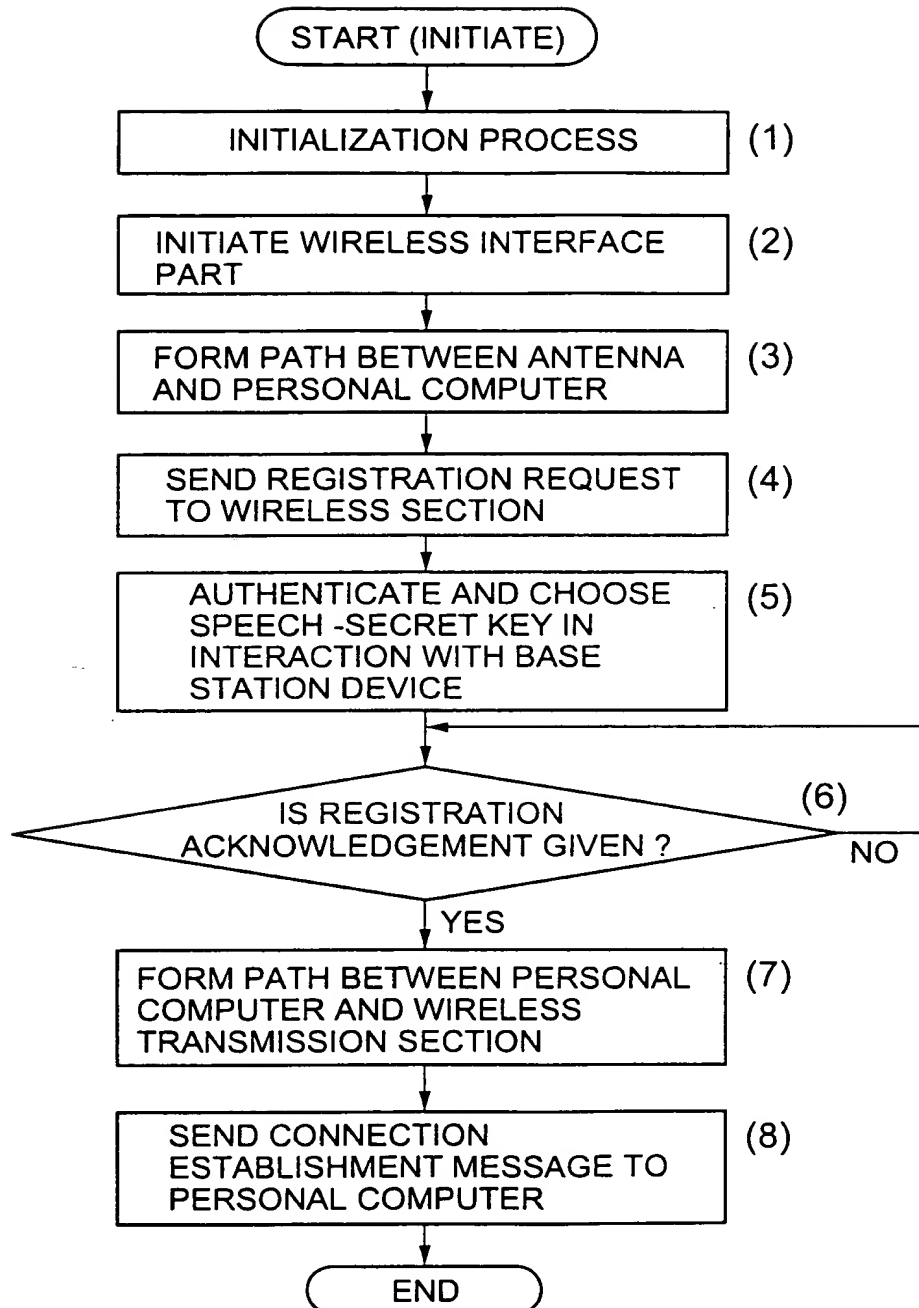 START (INITIATE)
INITIALIZATION PROCESS
(1)
INITIATE WIRELESS INTERFACE
PART
(2)
FORM PATH BETWEEN ANTENNA
AND PERSONAL COMPUTER
(3)
SEND REGISTRATION REQUEST
TO WIRELESS SECTION
(4)
AUTHENTICATE AND CHOOSE
SPEECH -SECRET KEY IN
INTERACTION WITH BASE
STATION DEVICE
(5)
IS REGISTRATION
ACKNOWLEDGEMENT GIVEN ?
(6)
NO
YES
FORM PATH BETWEEN PERSONAL
COMPUTER AND WIRELESS
TRANSMISSION SECTION
(7)
SEND CONNECTION
ESTABLISHMENT MESSAGE TO
PERSONAL COMPUTER
(8)
END